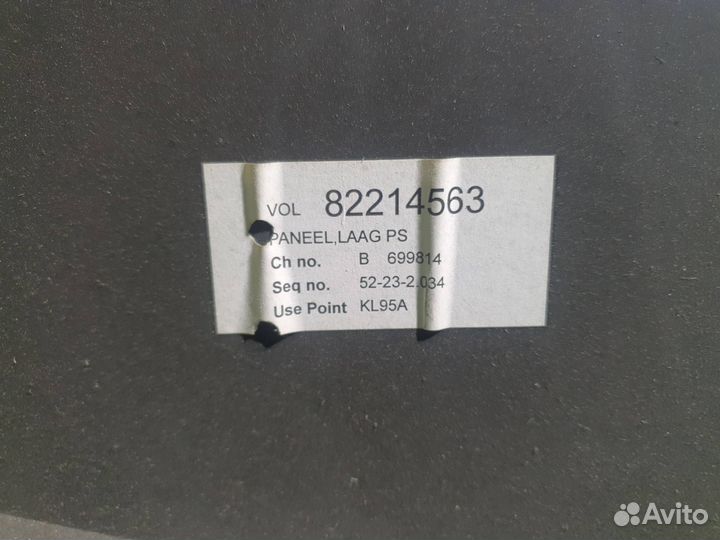 VOL 82214563
PANEEL,LAAG PS
Ch no. B 699814
Seq no. 52-23-2.034
Use Point KL95A
Avito